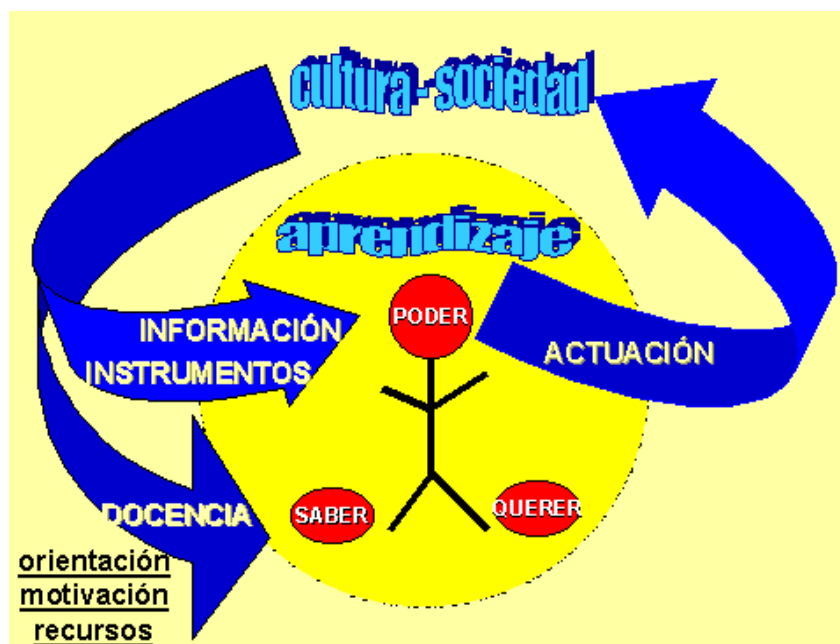 cultura - sociedad
aprendizaje
PODER
INFORMACIÓN
INSTRUMENTOS
ACTUACIÓN
SABER
QUERER
DOCENCIA
orientación
motivación
recursos